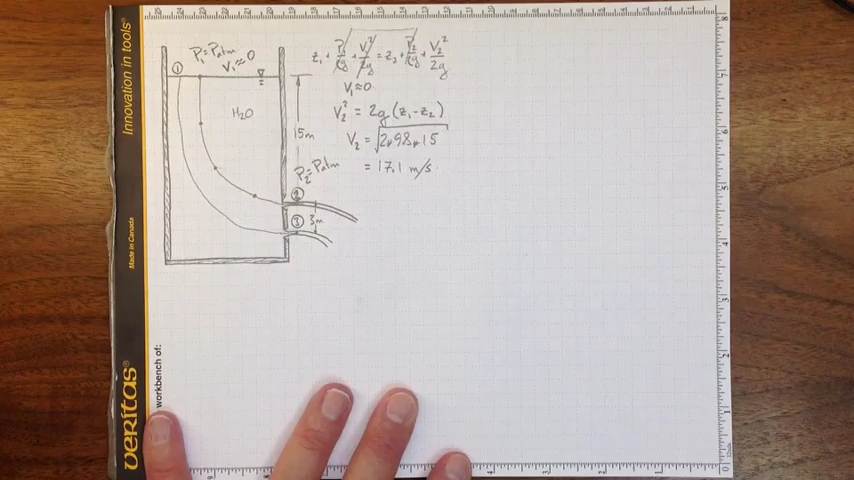 Innovation in tools®
Made in Canada
veritas®
workbench of:
① P₁=Patm V₁≈0
H₂O
15m
P₂=Patm
②
③
3m
z₁ + P₁/ρg + V₁²/2g = z₂ + P₂/ρg + V₂²/2g
V₁≈0
V₂² = 2g (z₁-z₂)
V₂ = √2*9.8*15
= 17.1 m/s